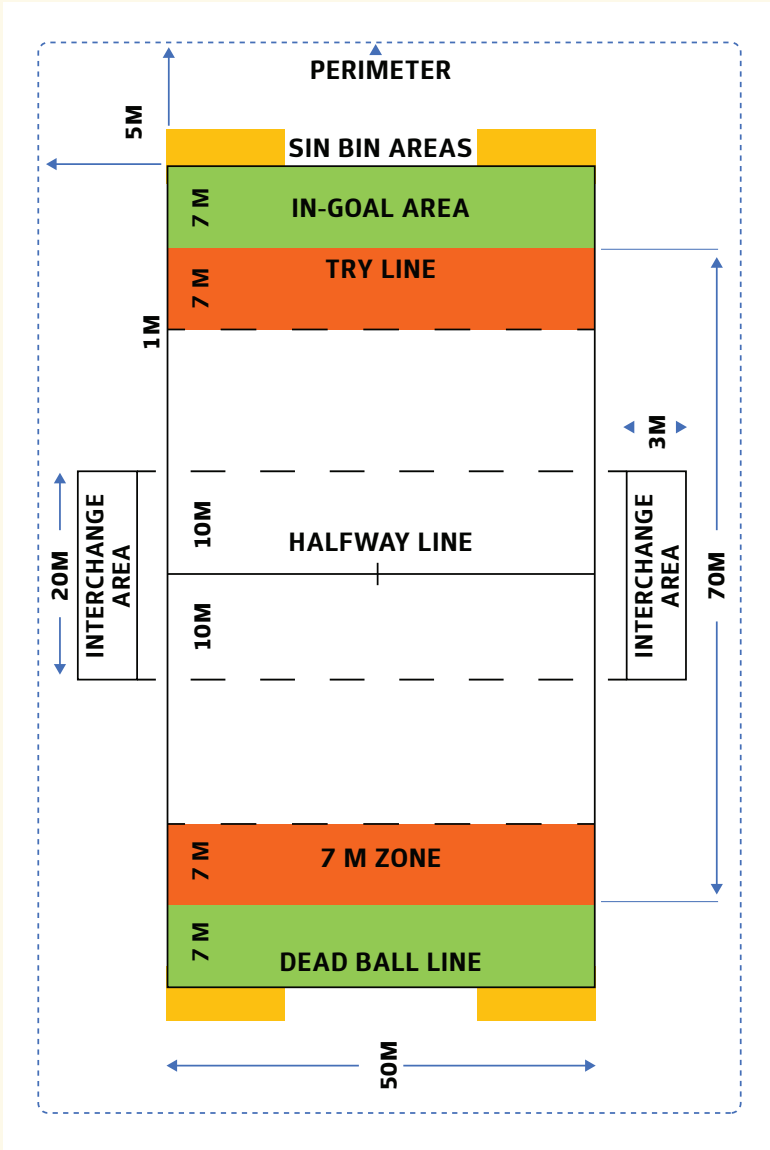 PERIMETER
5M
SIN BIN AREAS
7 M
IN-GOAL AREA
7 M
TRY LINE
1M
3M
INTERCHANGE
AREA
20M
10M
HALFWAY LINE
10M
INTERCHANGE
AREA
70M
7 M
7 M ZONE
7 M
DEAD BALL LINE
50M